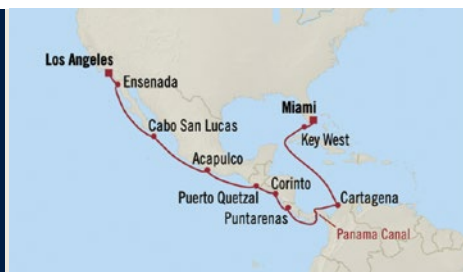 Los Angeles
Ensenada
Miami
Key West
Cabo San Lucas
Acapulco
Corinto
Puerto Quetzal
Cartagena
Puntarenas
Panama Canal